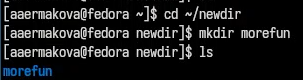 [aaermakova@fedora ~]$ cd ~/newdir
[aaermakova@fedora newdir]$ mkdir morefun
[aaermakova@fedora newdir]$ ls
morefun